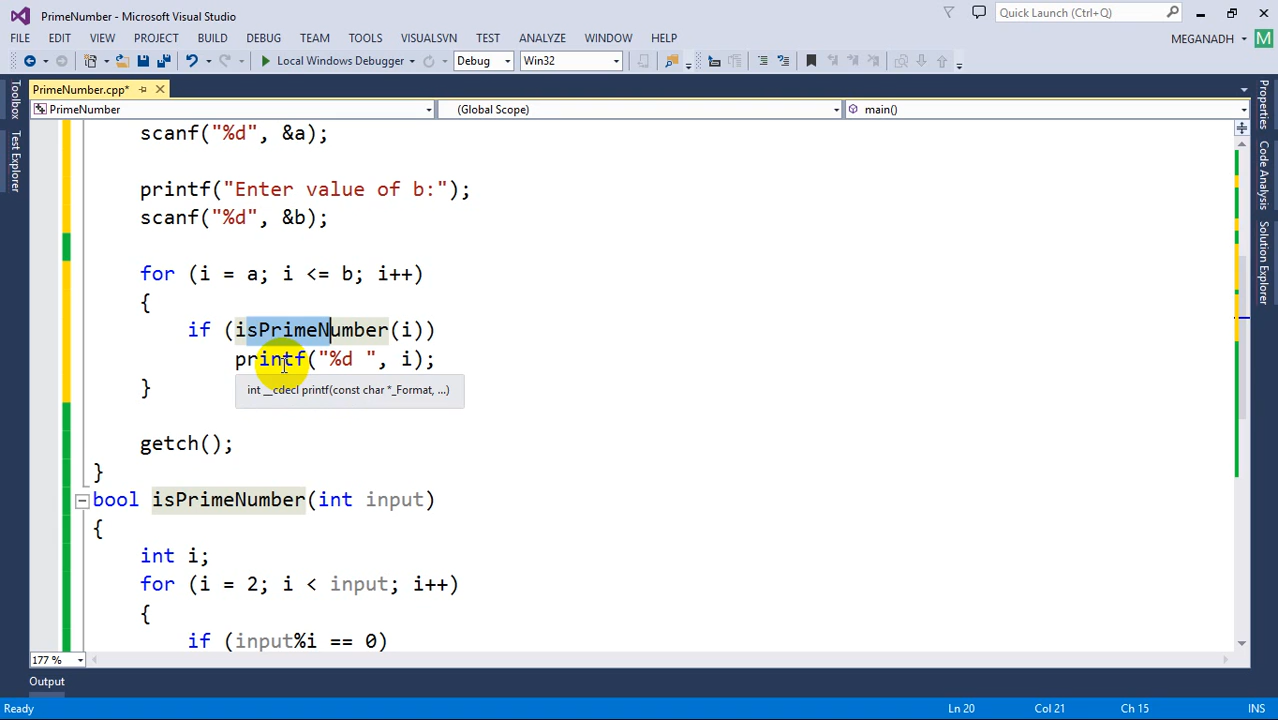 PrimeNumber - Microsoft Visual Studio
Quick Launch (Ctrl+Q)
FILE EDIT VIEW PROJECT BUILD DEBUG TEAM TOOLS VISUALSVN TEST ANALYZE WINDOW HELP
MEGANADH M
Local Windows Debugger Debug Win32
PrimeNumber.cpp*
PrimeNumber (Global Scope) main()
Toolbox
Test Explorer
Properties
Code Analysis
Solution Explorer
scanf("%d", &a);
printf("Enter value of b:");
scanf("%d", &b);
for (i = a; i <= b; i++)
{
if (isPrimeNumber(i))
printf("%d ", i);
int __cdecl printf(const char *_Format, ...)
}
getch();
}
bool isPrimeNumber(int input)
{
int i;
for (i = 2; i < input; i++)
{
if (input%i == 0)
177 %
Output
Ready Ln 20 Col 21 Ch 15 INS